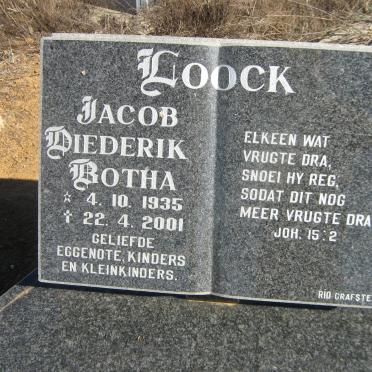 LOOCK
JACOB
DIEDERIK
BOTHA
* 4. 10. 1935
✝ 22. 4. 2001
GELIEFDE
EGGENOTE, KINDERS
EN KLEINKINDERS.
ELKEEN WAT
VRUGTE DRA,
SNOEI HY REG,
SODAT DIT NOG
MEER VRUGTE DRA
JOH. 15:2
RIO GRAFSTE